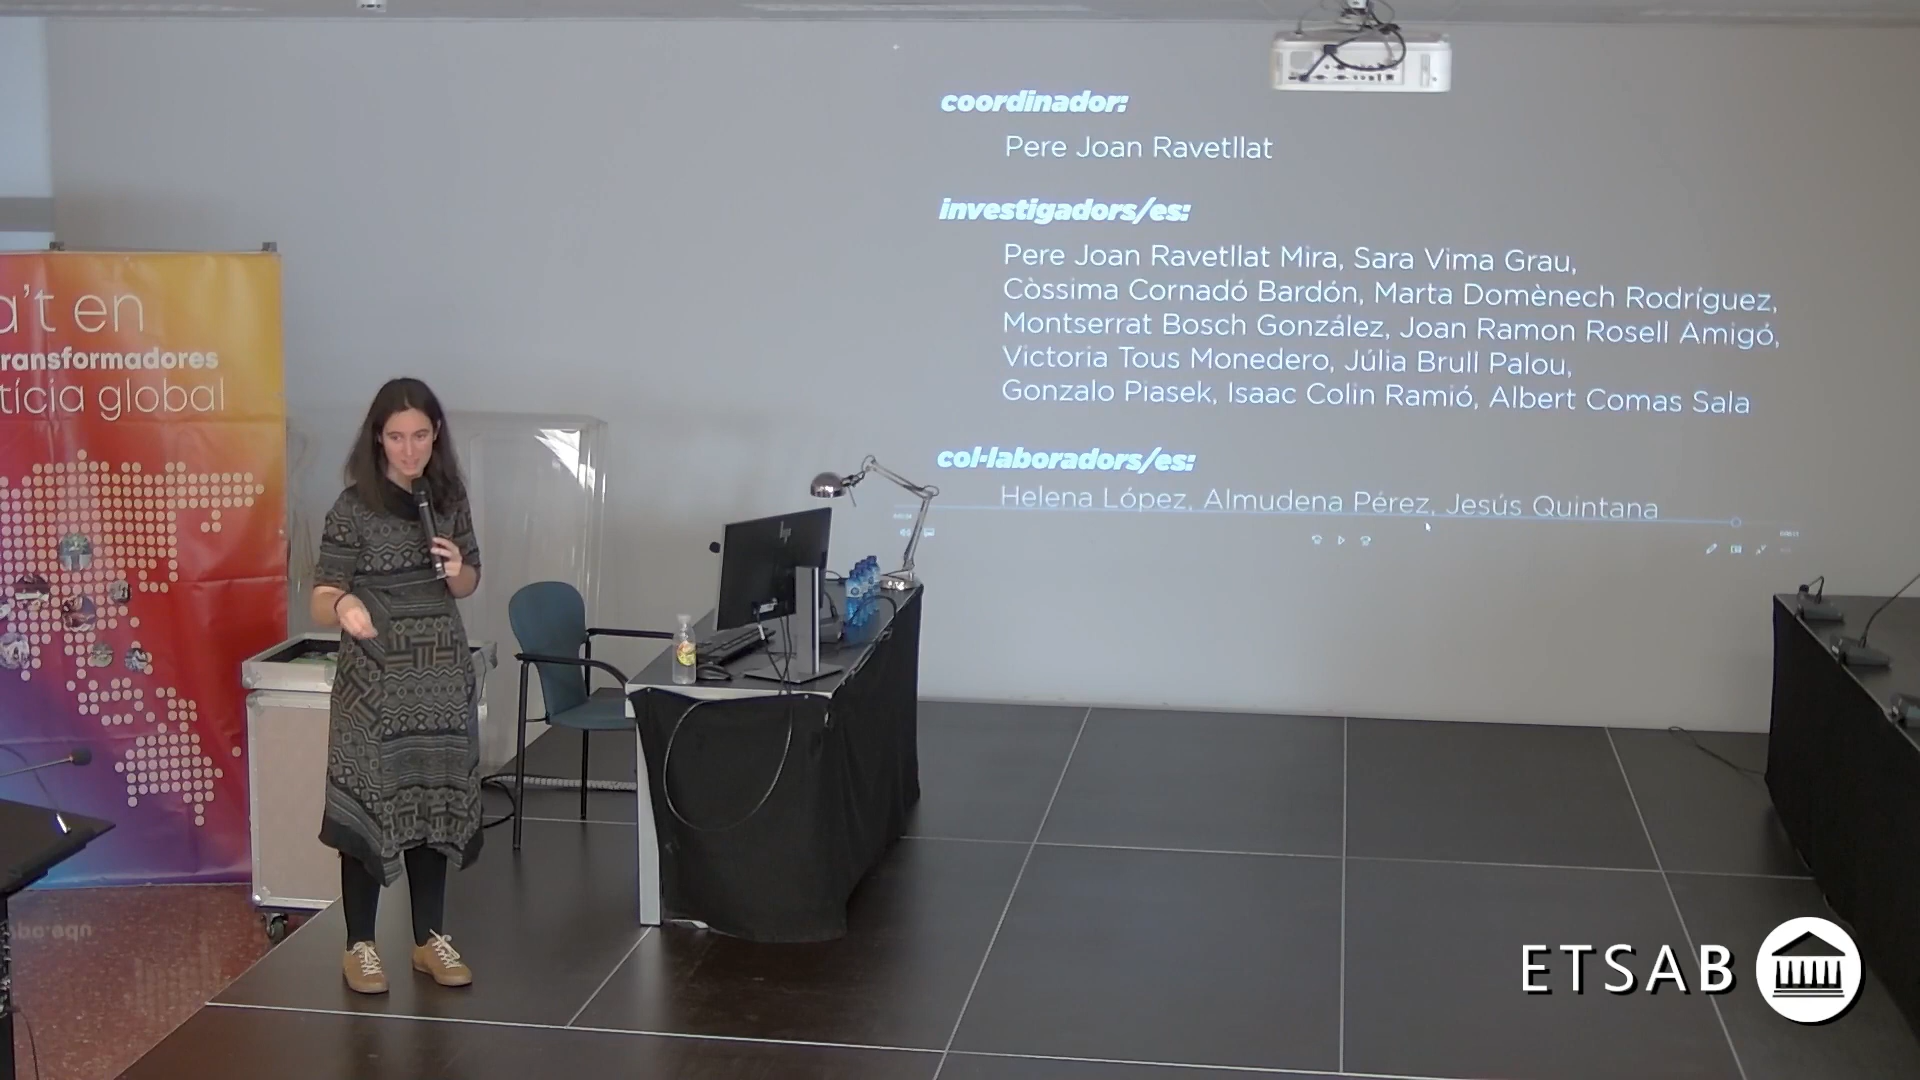 coordinador:
Pere Joan Ravetllat
investigadors/es:
Pere Joan Ravetllat Mira, Sara Vima Grau,
Còssima Cornadó Bardón, Marta Domènech Rodríguez,
Montserrat Bosch González, Joan Ramon Rosell Amigó,
Victoria Tous Monedero, Júlia Brull Palou,
Gonzalo Piasek, Isaac Colin Ramió, Albert Comas Sala
col·laboradors/es:
Helena López, Almudena Pérez, Jesús Quintana
a't en
ransformadores
tícia global
hp
ETSAB